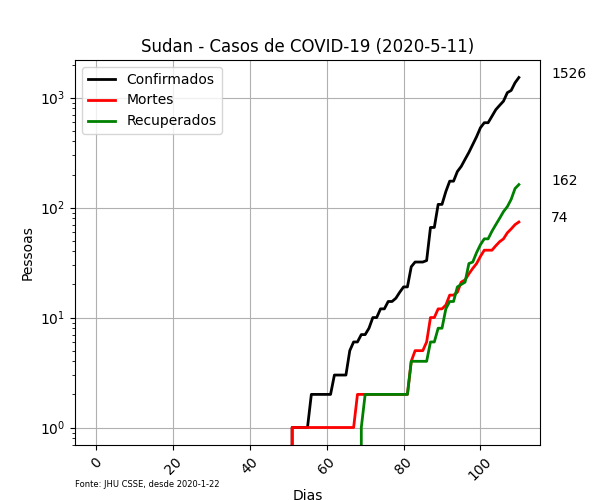 Sudan - Casos de COVID-19 (2020-5-11)
Confirmados
Mortes
Recuperados
1526
162
74
10³
10²
10¹
10⁰
Pessoas
0 20 40 60 80 100
Fonte: JHU CSSE, desde 2020-1-22
Dias